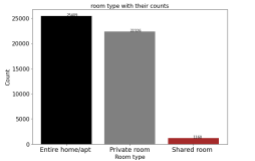 room type with their counts
25000
20000
15000
10000
5000
0
Count
Entire home/apt Private room Shared room
Room type